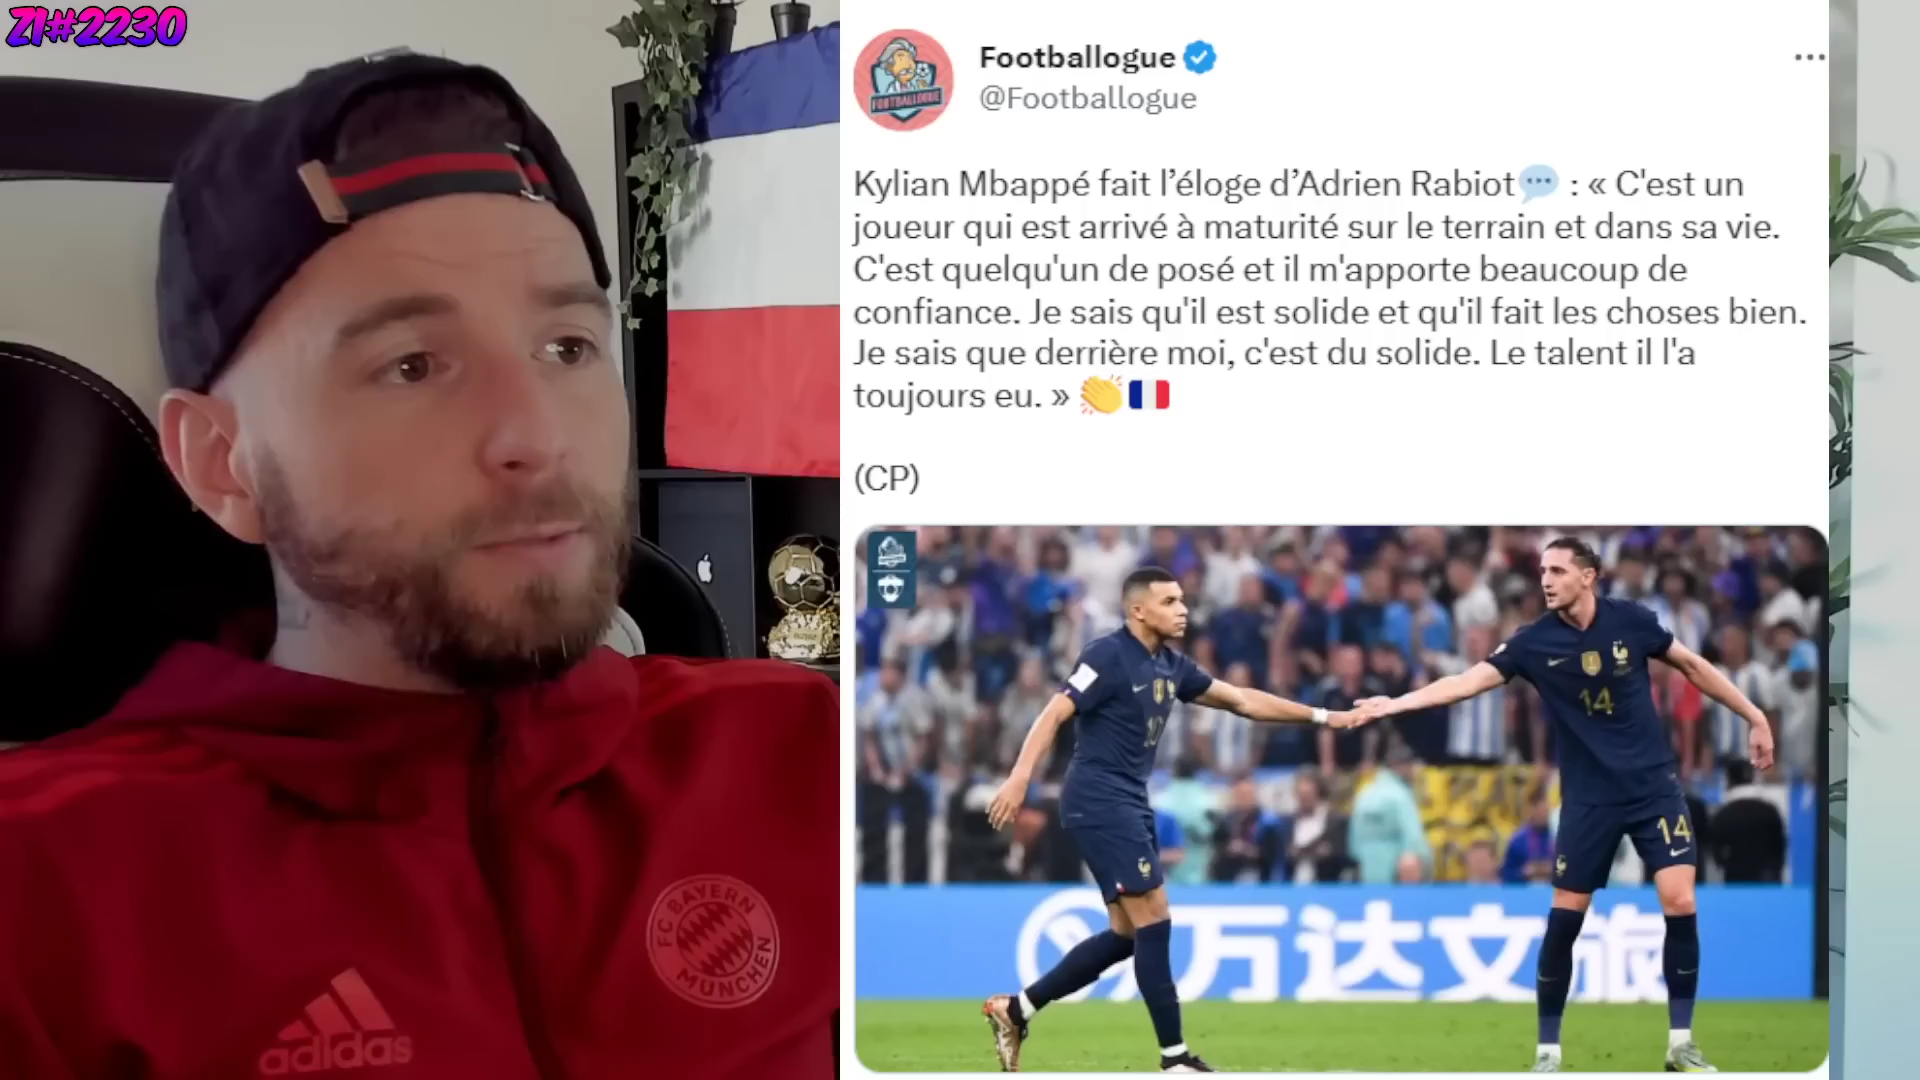 ZI#2230
Footballogue
@Footballogue
Kylian Mbappé fait l’éloge d’Adrien Rabiot : « C'est un
joueur qui est arrivé à maturité sur le terrain et dans sa vie.
C'est quelqu'un de posé et il m'apporte beaucoup de
confiance. Je sais qu'il est solide et qu'il fait les choses bien.
Je sais que derrière moi, c'est du solide. Le talent il l'a
toujours eu. »
(CP)
FOOTBALLOGUE
14
14
10
万达文旅
FC BAYERN
MÜNCHEN
adidas